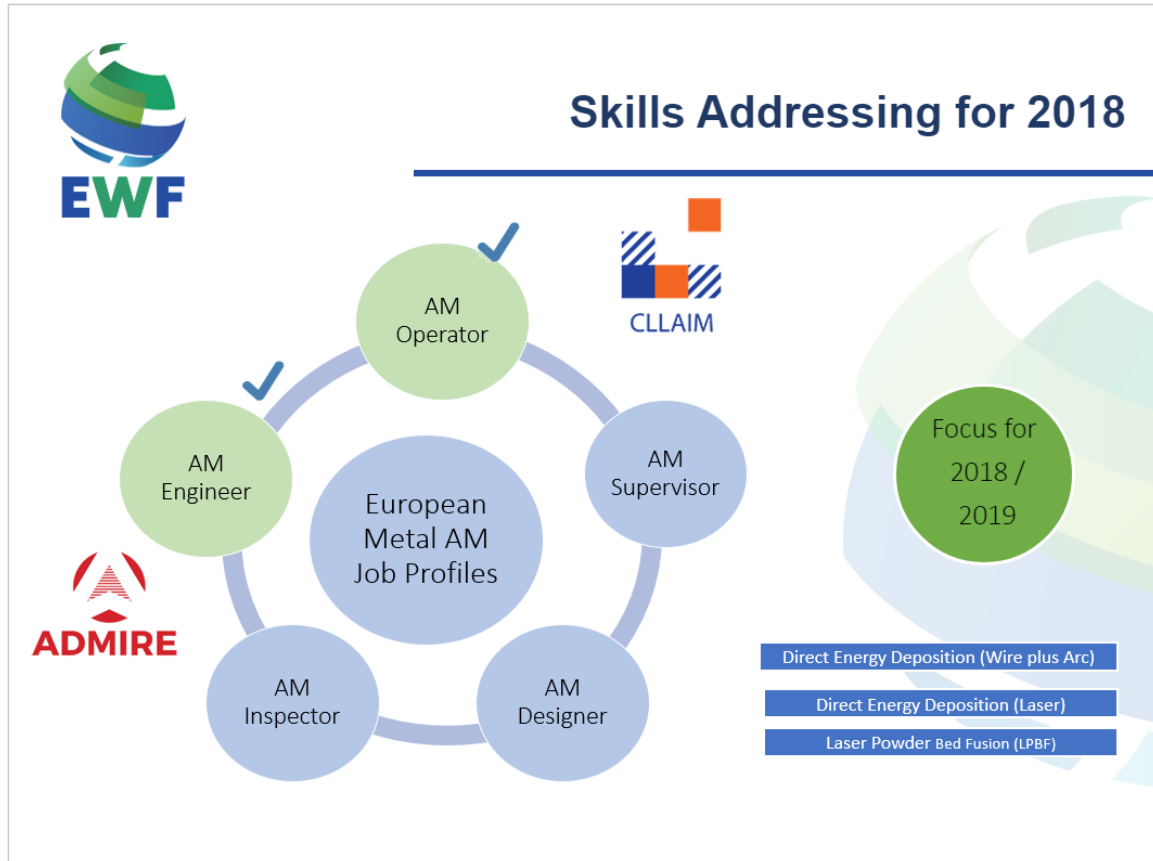 EWF
Skills Addressing for 2018
CLLAIM
AM
Operator
AM
Engineer
AM
Supervisor
European
Metal AM
Job Profiles
Focus for
2018 /
2019
ADMIRE
AM
Inspector
AM
Designer
Direct Energy Deposition (Wire plus Arc)
Direct Energy Deposition (Laser)
Laser Powder Bed Fusion (LPBF)